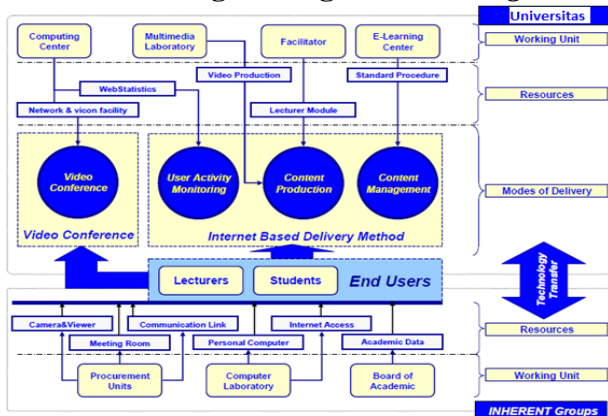 Universitas
Computing
Center
Multimedia
Laboratory
Facilitator
E-Learning
Center
Working Unit
WebStatistics
Video Production
Standard Procedure
Resources
Network & vicon facility
Lecturer Module
Video
Conference
User Activity
Monitoring
Content
Production
Content
Management
Modes of Delivery
Video Conference
Internet Based Delivery Method
Lecturers
Students
End Users
Technology
Transfer
Camera&Viewer
Communication Link
Internet Access
Resources
Meeting Room
Personal Computer
Academic Data
Procurement
Units
Computer
Laboratory
Board of
Academic
Working Unit
INHERENT Groups